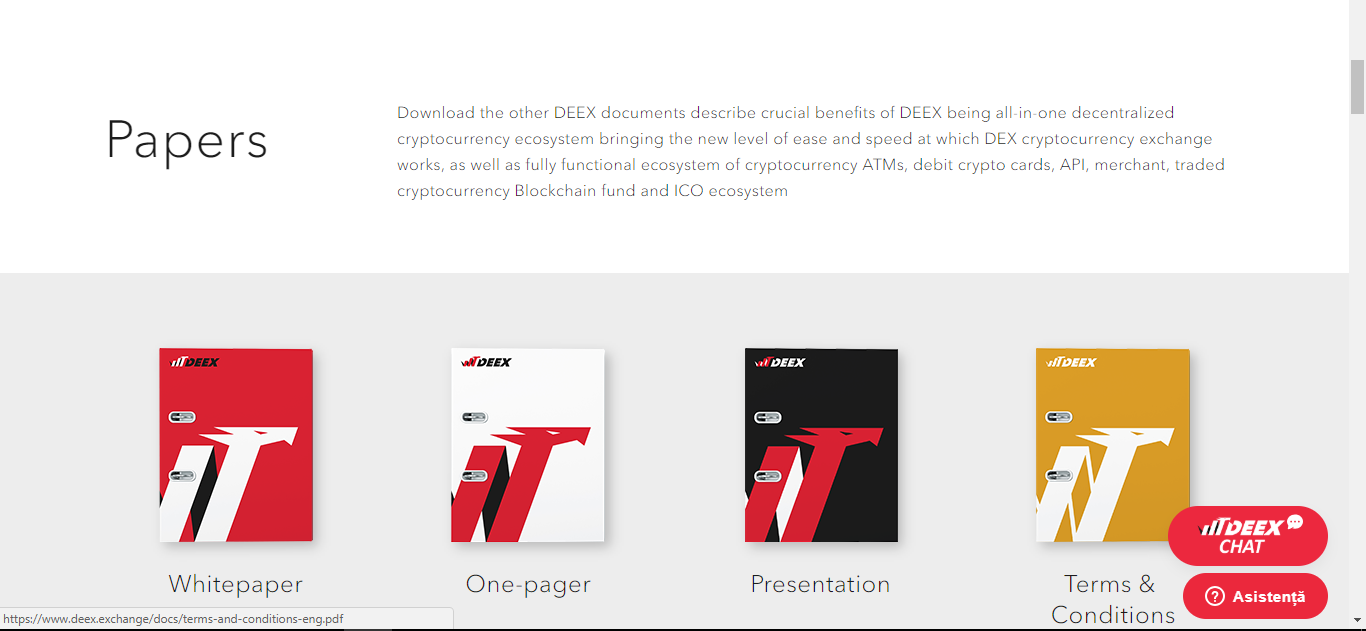 Papers
Download the other DEEX documents describe crucial benefits of DEEX being all-in-one decentralized
cryptocurrency ecosystem bringing the new level of ease and speed at which DEX cryptocurrency exchange
works, as well as fully functional ecosystem of cryptocurrency ATMs, debit crypto cards, API, merchant, traded
cryptocurrency Blockchain fund and ICO ecosystem
DEEX
DEEX
DEEX
DEEX
Whitepaper
One-pager
Presentation
Terms &
Conditions
DEEX
CHAT
Asistență
https://www.deex.exchange/docs/terms-and-conditions-eng.pdf